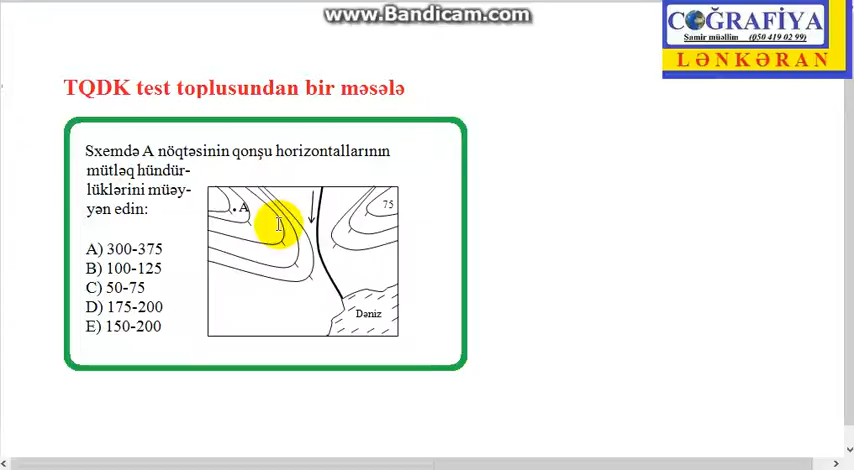 www.Bandicam.com
COĞRAFİYA
Samir müəllim (050 419 02 99)
LƏNKƏRAN
TQDK test toplusundan bir məsələ
Sxemdə A nöqtəsinin qonşu horizontallarının
mütləq hündür-
lüklərini müəy-
yən edin:
A
75
A) 300-375
B) 100-125
C) 50-75
D) 175-200
E) 150-200
Dəniz